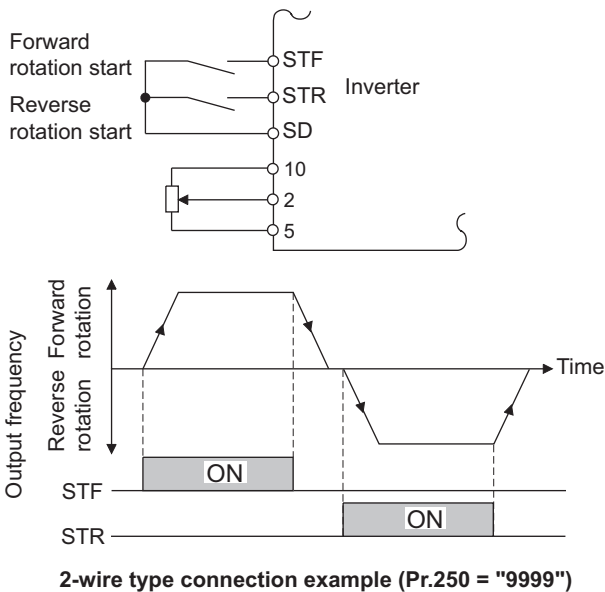 Forward
rotation start
Reverse
rotation start
STF
STR
SD
10
2
5
Inverter
Output frequency
Reverse rotation
Forward rotation
Time
ON
STF
ON
STR
2-wire type connection example (Pr.250 = "9999")